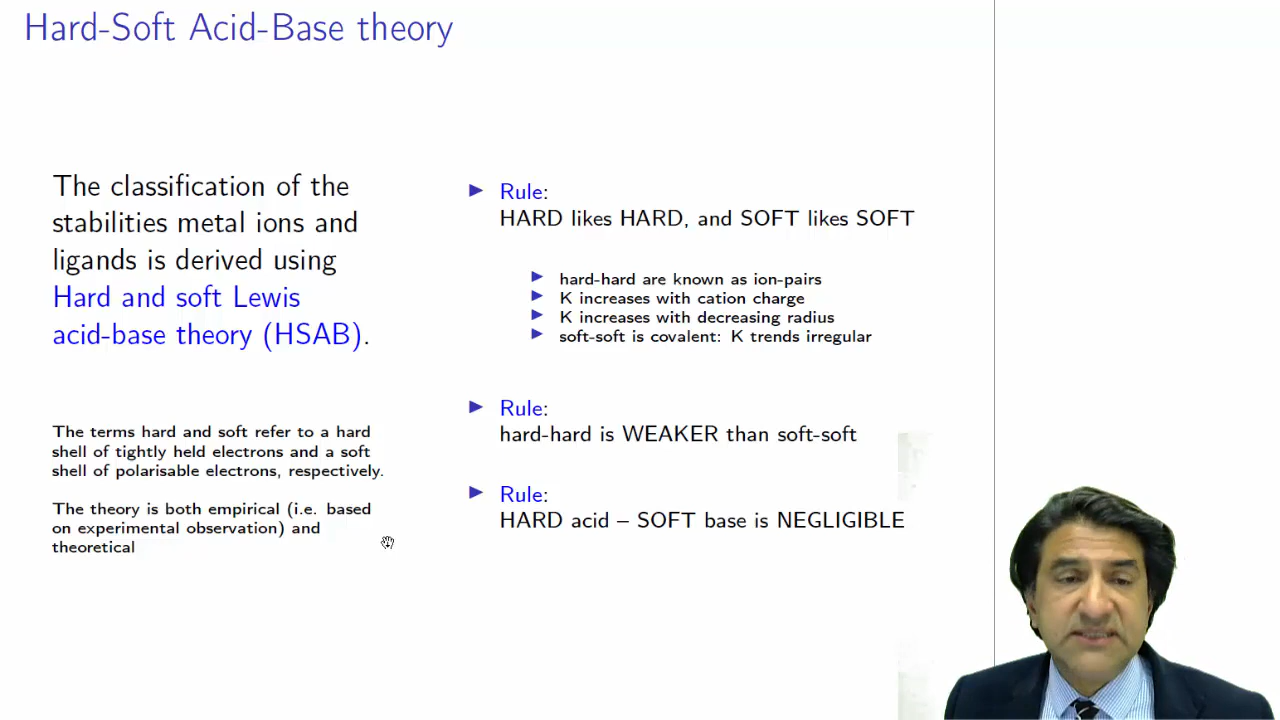 Hard-Soft Acid-Base theory
The classification of the
stabilities metal ions and
ligands is derived using
Hard and soft Lewis
acid-base theory (HSAB).
The terms hard and soft refer to a hard
shell of tightly held electrons and a soft
shell of polarisable electrons, respectively.
The theory is both empirical (i.e. based
on experimental observation) and
theoretical
Rule:
HARD likes HARD, and SOFT likes SOFT
hard-hard are known as ion-pairs
K increases with cation charge
K increases with decreasing radius
soft-soft is covalent: K trends irregular
Rule:
hard-hard is WEAKER than soft-soft
Rule:
HARD acid – SOFT base is NEGLIGIBLE